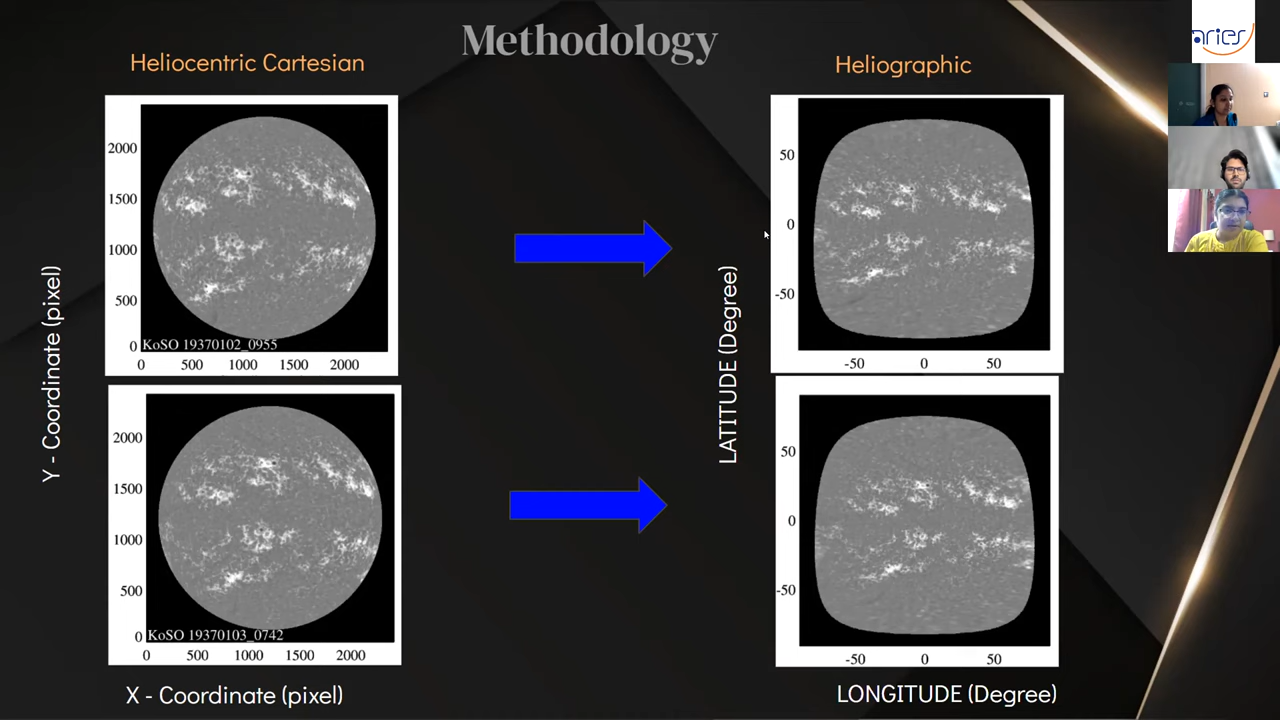 Methodology
aries
Heliocentric Cartesian
Heliographic
Y - Coordinate (pixel)
2000
1500
1000
500
0
KoSO 19370102_0955
0 500 1000 1500 2000
LATITUDE (Degree)
50
0
-50
-50 0 50
2000
1500
1000
500
0
KoSO 19370103_0742
0 500 1000 1500 2000
50
0
-50
-50 0 50
X - Coordinate (pixel)
LONGITUDE (Degree)